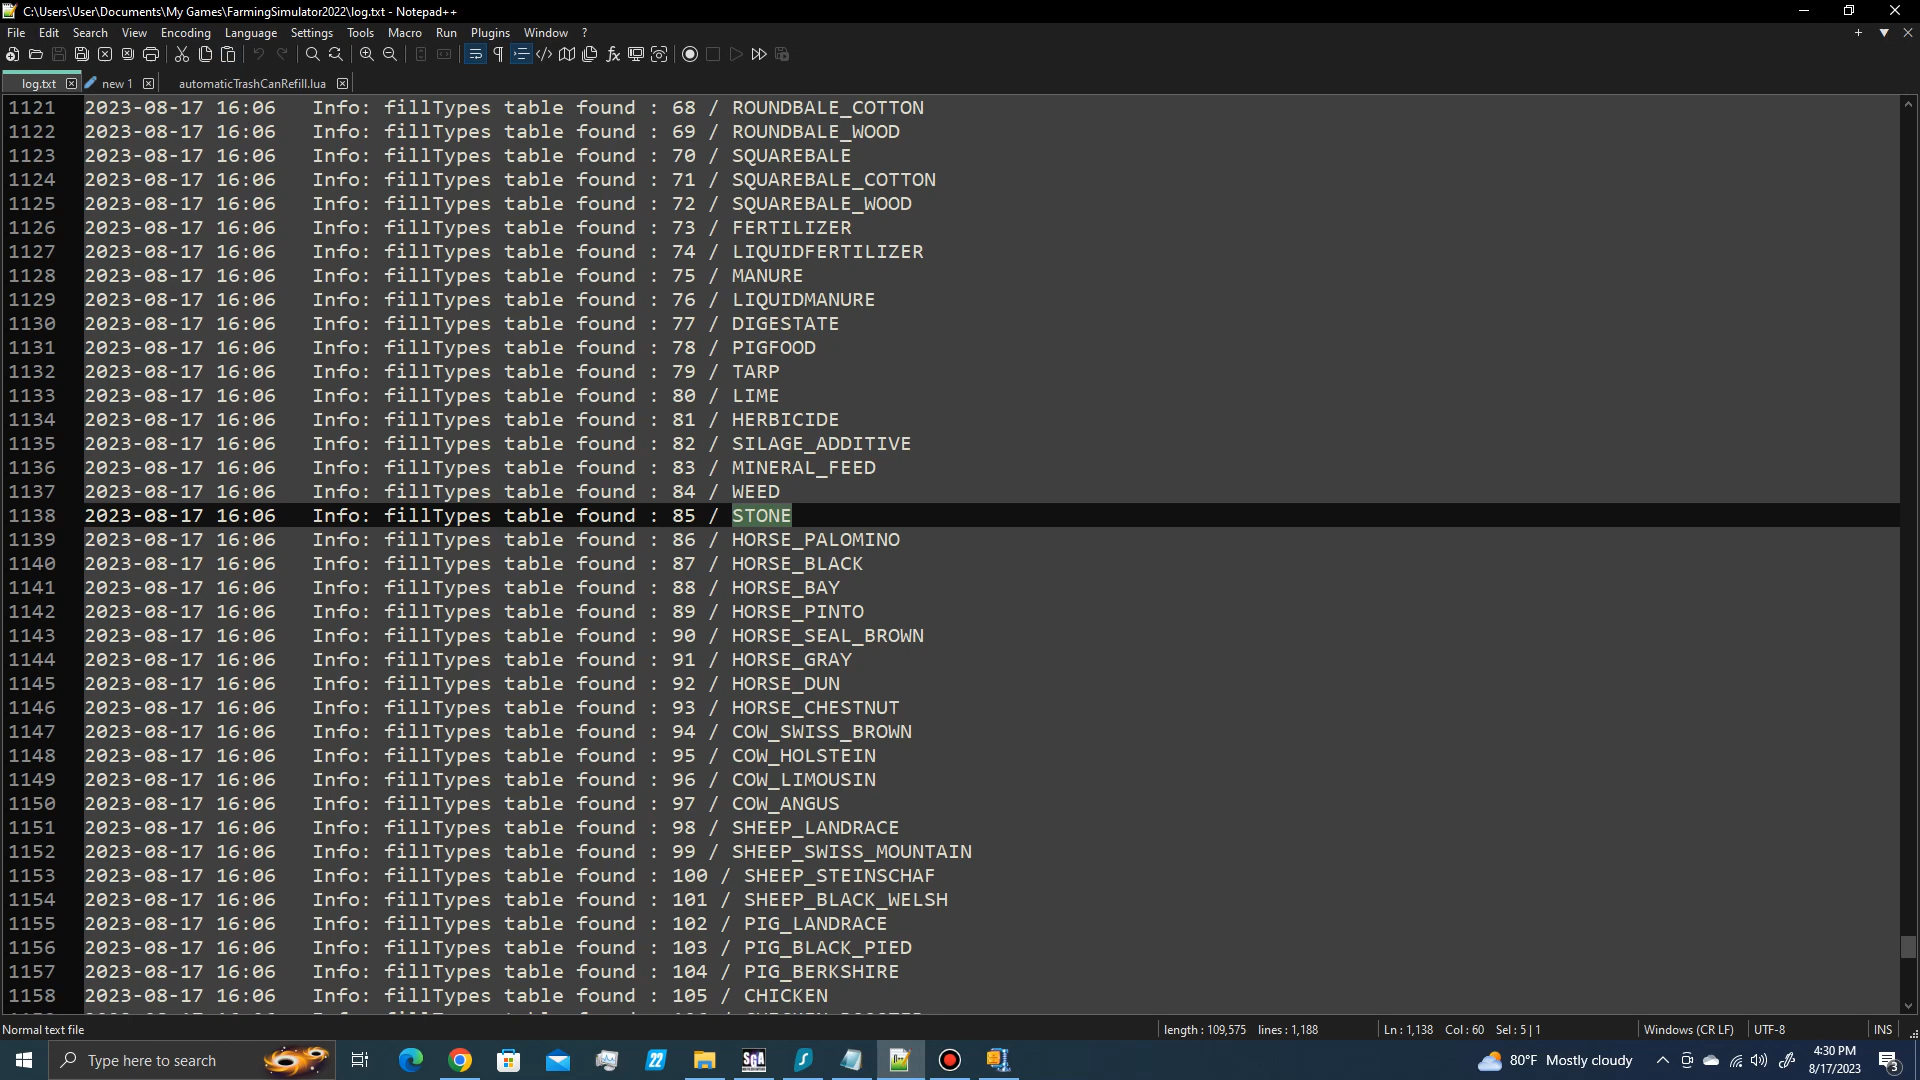 C:\Users\User\Documents\My Games\FarmingSimulator2022\log.txt - Notepad++
File Edit Search View Encoding Language Settings Tools Macro Run Plugins Window ?
log.txt new 1 automaticTrashCanRefill.lua
1121 2023-08-17 16:06 Info: fillTypes table found : 68 / ROUNDBALE_COTTON
1122 2023-08-17 16:06 Info: fillTypes table found : 69 / ROUNDBALE_WOOD
1123 2023-08-17 16:06 Info: fillTypes table found : 70 / SQUAREBALE
1124 2023-08-17 16:06 Info: fillTypes table found : 71 / SQUAREBALE_COTTON
1125 2023-08-17 16:06 Info: fillTypes table found : 72 / SQUAREBALE_WOOD
1126 2023-08-17 16:06 Info: fillTypes table found : 73 / FERTILIZER
1127 2023-08-17 16:06 Info: fillTypes table found : 74 / LIQUIDFERTILIZER
1128 2023-08-17 16:06 Info: fillTypes table found : 75 / MANURE
1129 2023-08-17 16:06 Info: fillTypes table found : 76 / LIQUIDMANURE
1130 2023-08-17 16:06 Info: fillTypes table found : 77 / DIGESTATE
1131 2023-08-17 16:06 Info: fillTypes table found : 78 / PIGFOOD
1132 2023-08-17 16:06 Info: fillTypes table found : 79 / TARP
1133 2023-08-17 16:06 Info: fillTypes table found : 80 / LIME
1134 2023-08-17 16:06 Info: fillTypes table found : 81 / HERBICIDE
1135 2023-08-17 16:06 Info: fillTypes table found : 82 / SILAGE_ADDITIVE
1136 2023-08-17 16:06 Info: fillTypes table found : 83 / MINERAL_FEED
1137 2023-08-17 16:06 Info: fillTypes table found : 84 / WEED
1138 2023-08-17 16:06 Info: fillTypes table found : 85 / STONE
1139 2023-08-17 16:06 Info: fillTypes table found : 86 / HORSE_PALOMINO
1140 2023-08-17 16:06 Info: fillTypes table found : 87 / HORSE_BLACK
1141 2023-08-17 16:06 Info: fillTypes table found : 88 / HORSE_BAY
1142 2023-08-17 16:06 Info: fillTypes table found : 89 / HORSE_PINTO
1143 2023-08-17 16:06 Info: fillTypes table found : 90 / HORSE_SEAL_BROWN
1144 2023-08-17 16:06 Info: fillTypes table found : 91 / HORSE_GRAY
1145 2023-08-17 16:06 Info: fillTypes table found : 92 / HORSE_DUN
1146 2023-08-17 16:06 Info: fillTypes table found : 93 / HORSE_CHESTNUT
1147 2023-08-17 16:06 Info: fillTypes table found : 94 / COW_SWISS_BROWN
1148 2023-08-17 16:06 Info: fillTypes table found : 95 / COW_HOLSTEIN
1149 2023-08-17 16:06 Info: fillTypes table found : 96 / COW_LIMOUSIN
1150 2023-08-17 16:06 Info: fillTypes table found : 97 / COW_ANGUS
1151 2023-08-17 16:06 Info: fillTypes table found : 98 / SHEEP_LANDRACE
1152 2023-08-17 16:06 Info: fillTypes table found : 99 / SHEEP_SWISS_MOUNTAIN
1153 2023-08-17 16:06 Info: fillTypes table found : 100 / SHEEP_STEINSCHAF
1154 2023-08-17 16:06 Info: fillTypes table found : 101 / SHEEP_BLACK_WELSH
1155 2023-08-17 16:06 Info: fillTypes table found : 102 / PIG_LANDRACE
1156 2023-08-17 16:06 Info: fillTypes table found : 103 / PIG_BLACK_PIED
1157 2023-08-17 16:06 Info: fillTypes table found : 104 / PIG_BERKSHIRE
1158 2023-08-17 16:06 Info: fillTypes table found : 105 / CHICKEN
Normal text file length : 109,575 lines : 1,188 Ln : 1,138 Col : 60 Sel : 5 | 1 Windows (CR LF) UTF-8 INS
Type here to search 22 SGA 80°F Mostly cloudy 4:30 PM
8/17/2023 3